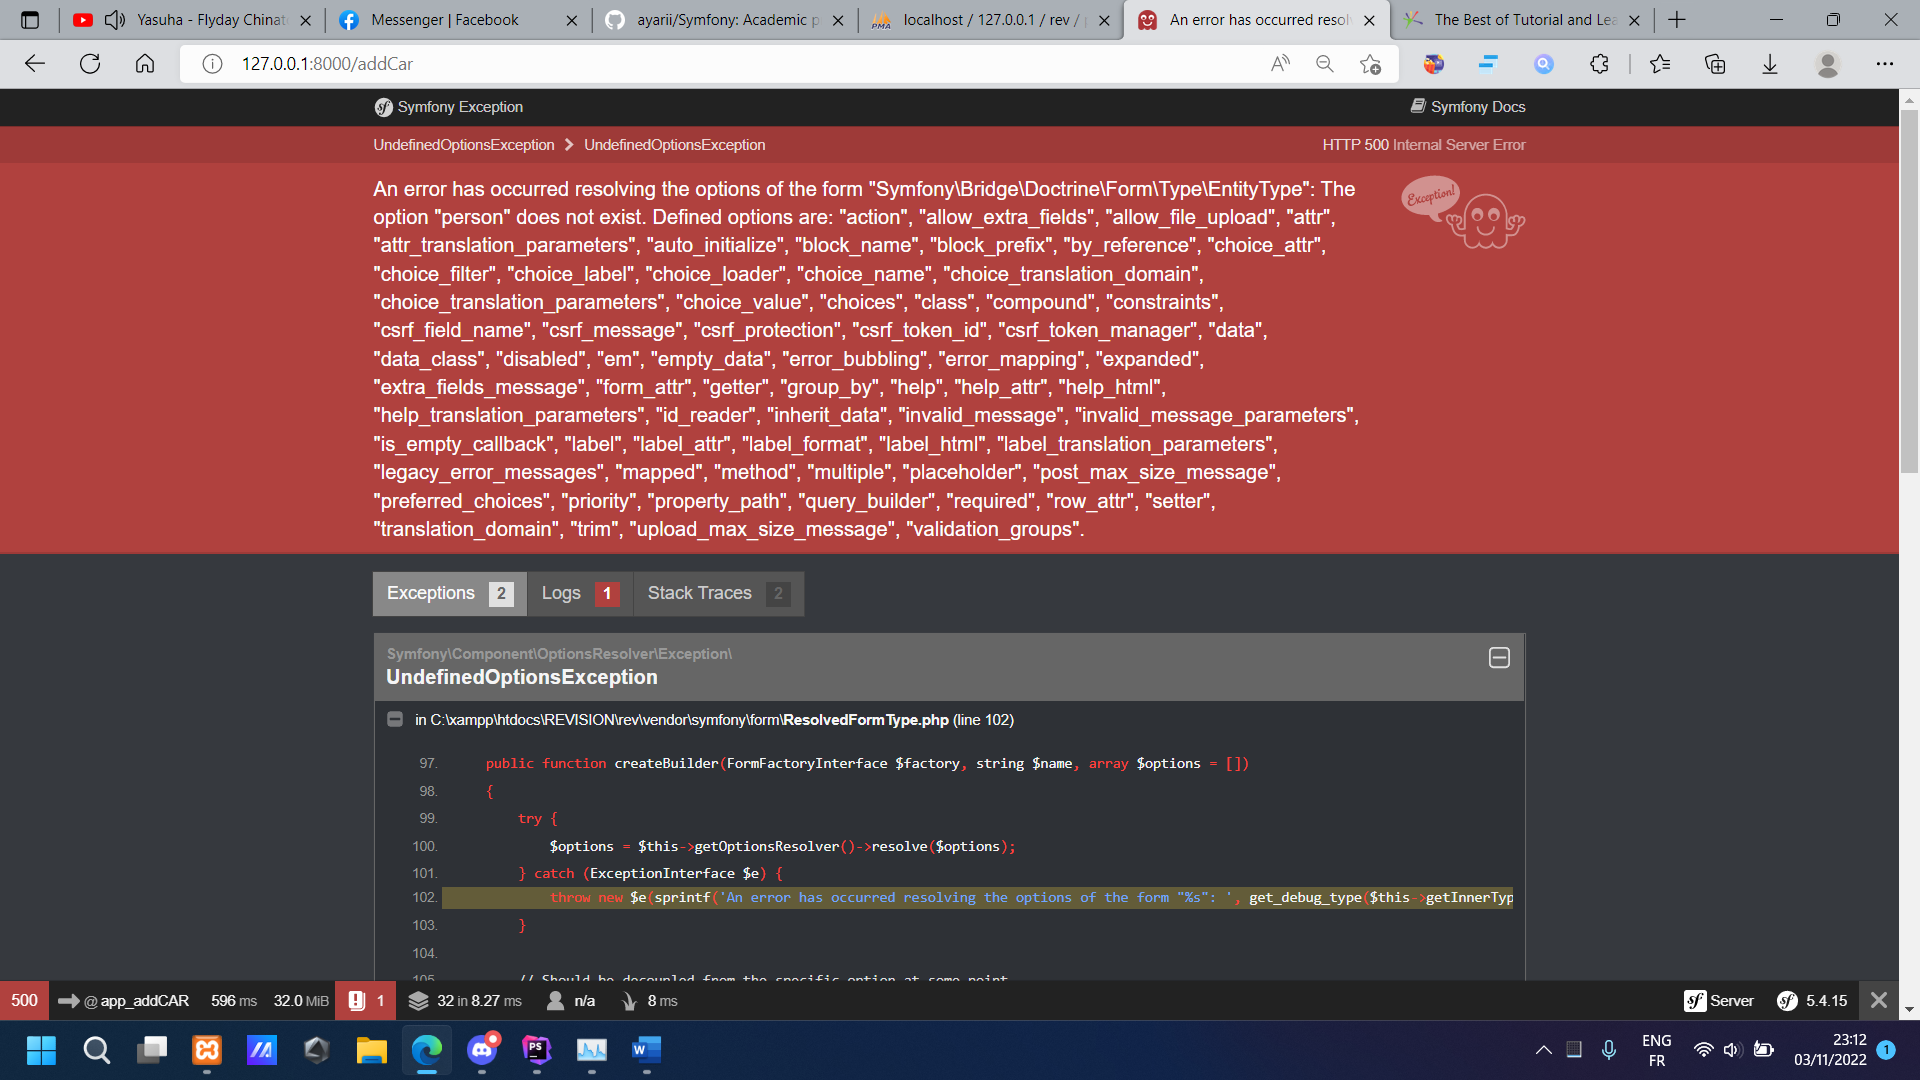 Yasuha - Flyday Chinat
Messenger | Facebook
ayarii/Symfony: Academic p
localhost / 127.0.0.1 / rev / p
An error has occurred resol
The Best of Tutorial and Lea
127.0.0.1:8000/addCar
Symfony Exception
Symfony Docs
UndefinedOptionsException > UndefinedOptionsException
HTTP 500 Internal Server Error
An error has occurred resolving the options of the form "Symfony\Bridge\Doctrine\Form\Type\EntityType": The
option "person" does not exist. Defined options are: "action", "allow_extra_fields", "allow_file_upload", "attr",
"attr_translation_parameters", "auto_initialize", "block_name", "block_prefix", "by_reference", "choice_attr",
"choice_filter", "choice_label", "choice_loader", "choice_name", "choice_translation_domain",
"choice_translation_parameters", "choice_value", "choices", "class", "compound", "constraints",
"csrf_field_name", "csrf_message", "csrf_protection", "csrf_token_id", "csrf_token_manager", "data",
"data_class", "disabled", "em", "empty_data", "error_bubbling", "error_mapping", "expanded",
"extra_fields_message", "form_attr", "getter", "group_by", "help", "help_attr", "help_html",
"help_translation_parameters", "id_reader", "inherit_data", "invalid_message", "invalid_message_parameters",
"is_empty_callback", "label", "label_attr", "label_format", "label_html", "label_translation_parameters",
"legacy_error_messages", "mapped", "method", "multiple", "placeholder", "post_max_size_message",
"preferred_choices", "priority", "property_path", "query_builder", "required", "row_attr", "setter",
"translation_domain", "trim", "upload_max_size_message", "validation_groups".
Exception!
Exceptions 2
Logs 1
Stack Traces 2
Symfony\Component\OptionsResolver\Exception\
UndefinedOptionsException
in C:\xampp\htdocs\REVISION\rev\vendor\symfony\form\ResolvedFormType.php (line 102)
97. public function createBuilder(FormFactoryInterface $factory, string $name, array $options = [])
98. {
99. try {
100. $options = $this->getOptionsResolver()->resolve($options);
101. } catch (ExceptionInterface $e) {
102. throw new $e(sprintf('An error has occurred resolving the options of the form "%s": ', get_debug_type($this->getInnerTyp
103. }
104.
105. // Should be decoupled from the specific option at some point
500 @ app_addCAR 596 ms 32.0 MiB 1 32 in 8.27 ms n/a 8 ms
Server 5.4.15
ENG
FR
23:12
03/11/2022
1